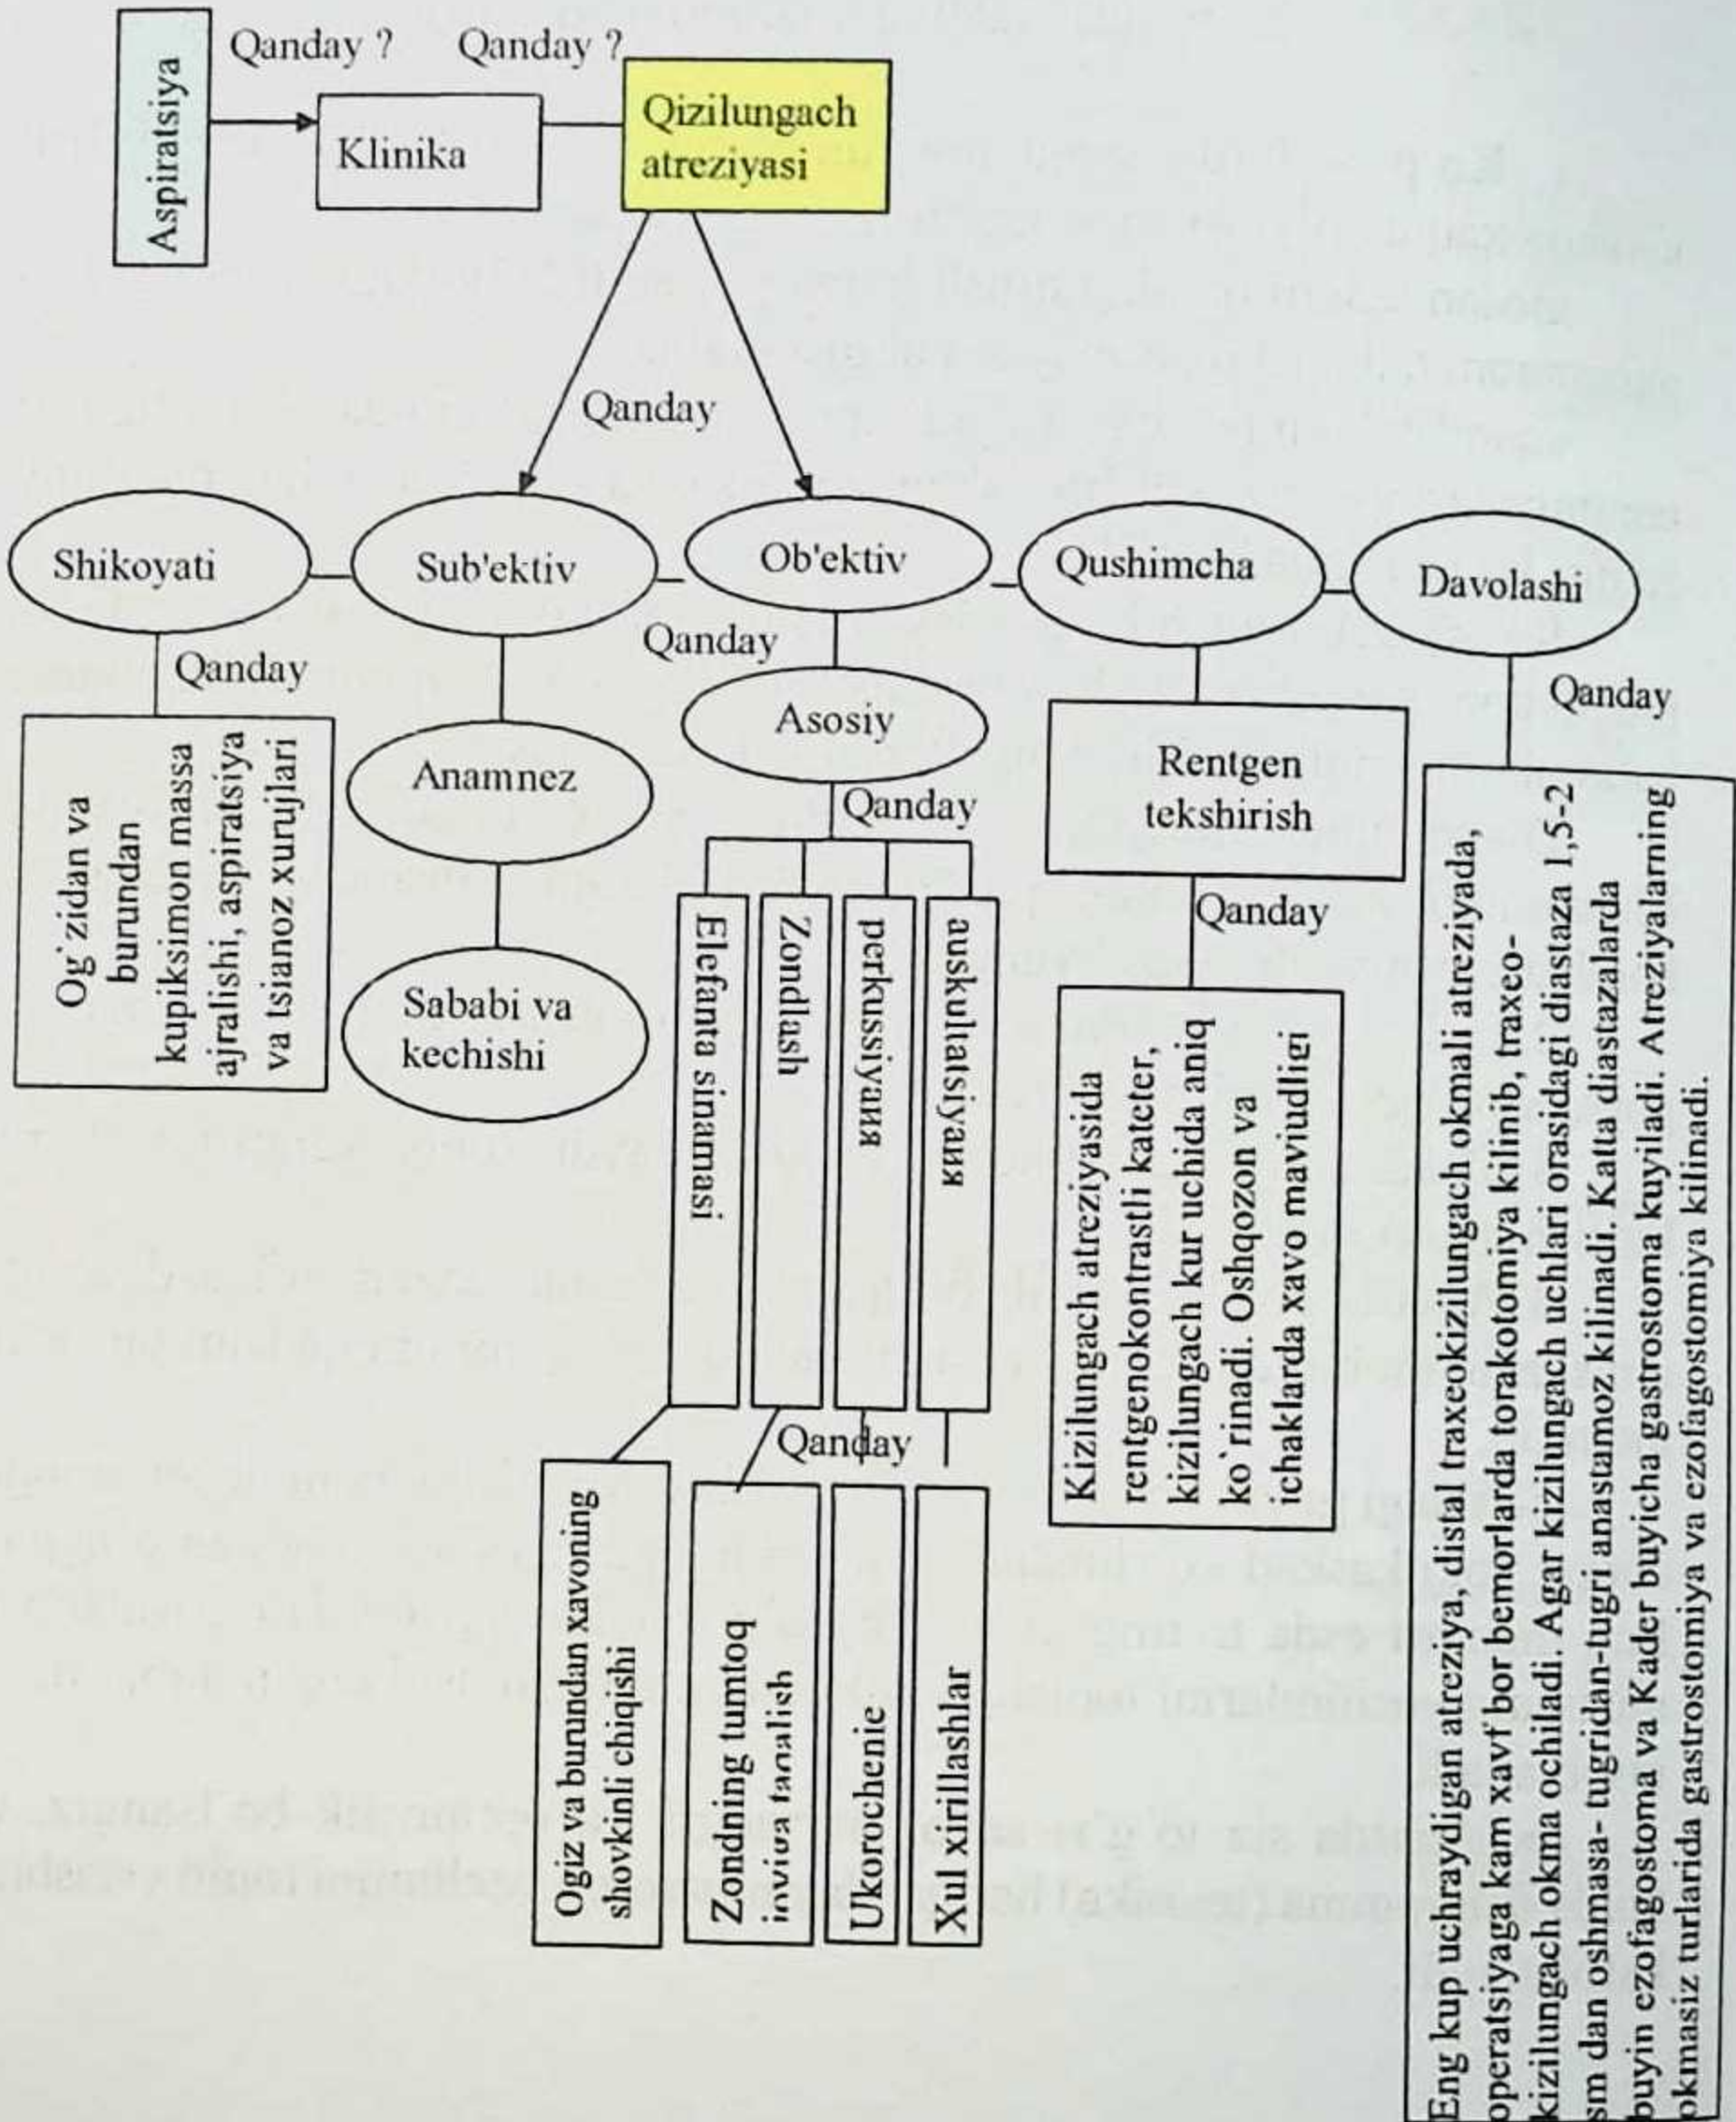 Aspiratsiya
Qanday ?
Qanday ?
Klinika
Qizilungach
atreziyasi
Qanday
Shikoyati
Sub'ektiv
Ob'ektiv
Qushimcha
Davolashi
Qanday
Qanday
Qanday
Og`zidan va
burundan
kupiksimon massa
ajralishi, aspiratsiya
va tsianoz xurujlari
Anamnez
Asosiy
Rentgen
tekshirish
Sababi va
kechishi
Qanday
Qanday
Elefanta sinamasi
Zondlash
perkussiyaия
auskultatsiyaия
Kizilungach atreziyasida
rentgenokontrastli kateter,
kizilungach kur uchida aniq
ko`rinadi. Oshqozon va
ichaklarda xavo mavjudligi
Qanday
Ogiz va burundan xavoning
shovkinli chiqishi
Zondning tumtoq
Ukorochenie
Xul xirillashlar
Eng kup uchraydigan atreziya, distal traxeokizilungach okmali atreziyada,
operatsiyaga kam xavf bor bemorlarda torakotomiya kilinib, traxeo-
kizilungach okma ochiladi. Agar kizilungach uchlari orasidagi diastaza 1,5-2
sm dan oshmasa- tugridan-tugri anastamoz kilinadi. Katta diastazalarda
buyin ezofagostoma va Kader buyicha gastrostoma kuyiladi. Atreziyalarning
okmasiz turlarida gastrostomiya va ezofagostomiya kilinadi.